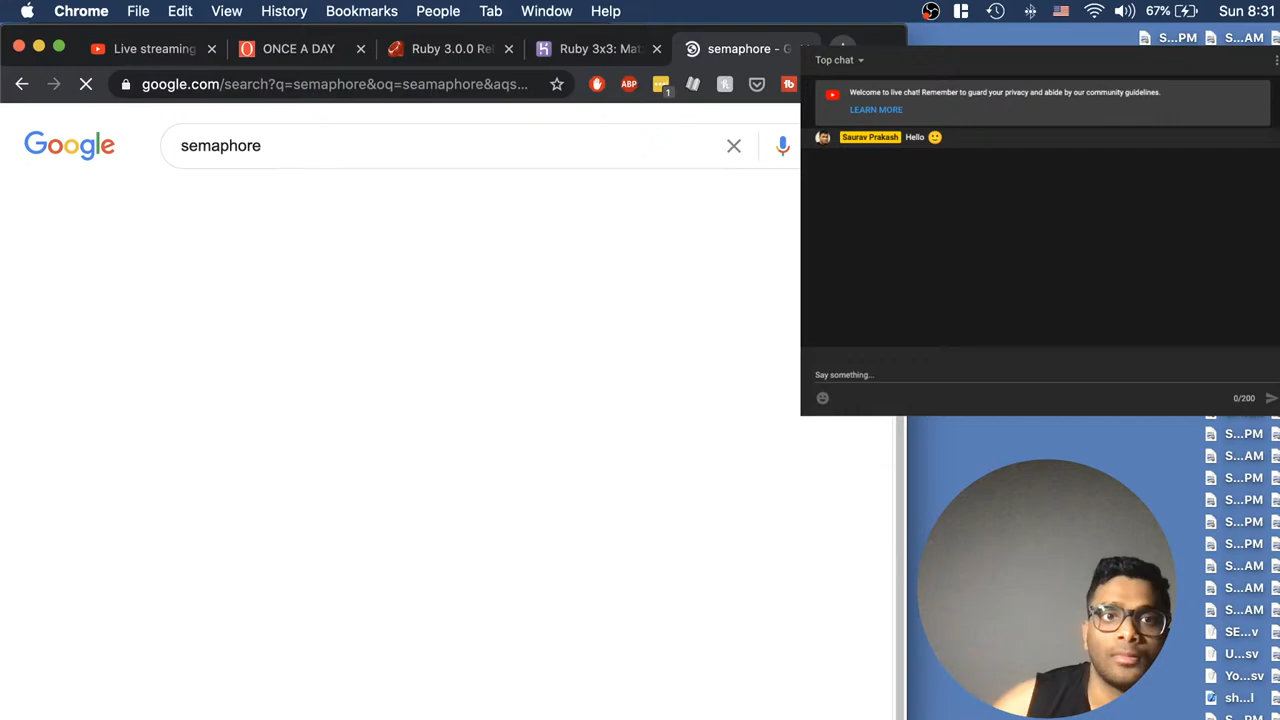 Chrome File Edit View History Bookmarks People Tab Window Help 67% Sun 8:31
Live streaming ONCE A DAY Ruby 3.0.0 Rel Ruby 3x3: Mat semaphore - G
S...PM S...AM
google.com/search?q=semaphore&oq=seamaphore&aqs... ABP 1
Google semaphore
Top chat
Welcome to live chat! Remember to guard your privacy and abide by our community guidelines.
LEARN MORE
Saurav Prakash Hello
Say something...
0/200
S...PM
S...AM
S...PM
S...PM
S...PM
S...PM
S...AM
S...AM
S...AM
SE...v
U...sv
Yo...sv
sh...l